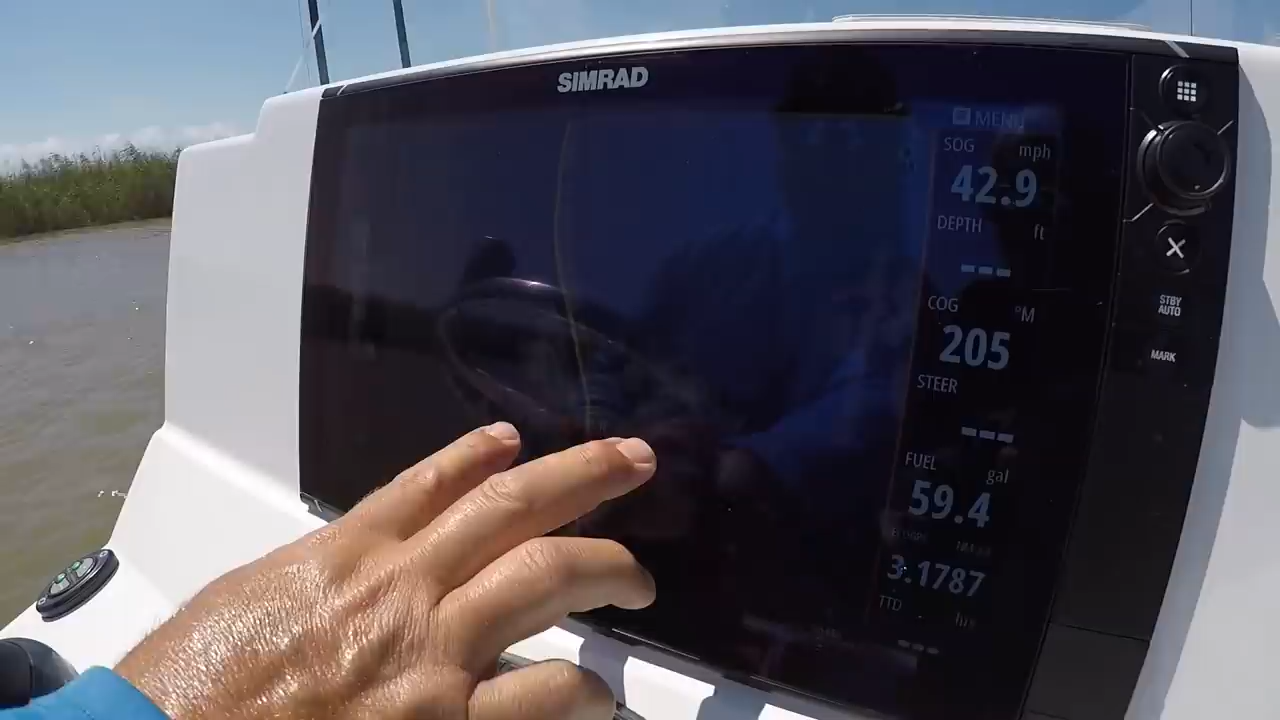 SIMRAD
MENU
SOG mph
42.9
DEPTH ft
---
COG °M
205
STEER
---
FUEL gal
59.4
3.1787
TTD hrs
---
STBY
AUTO
MARK